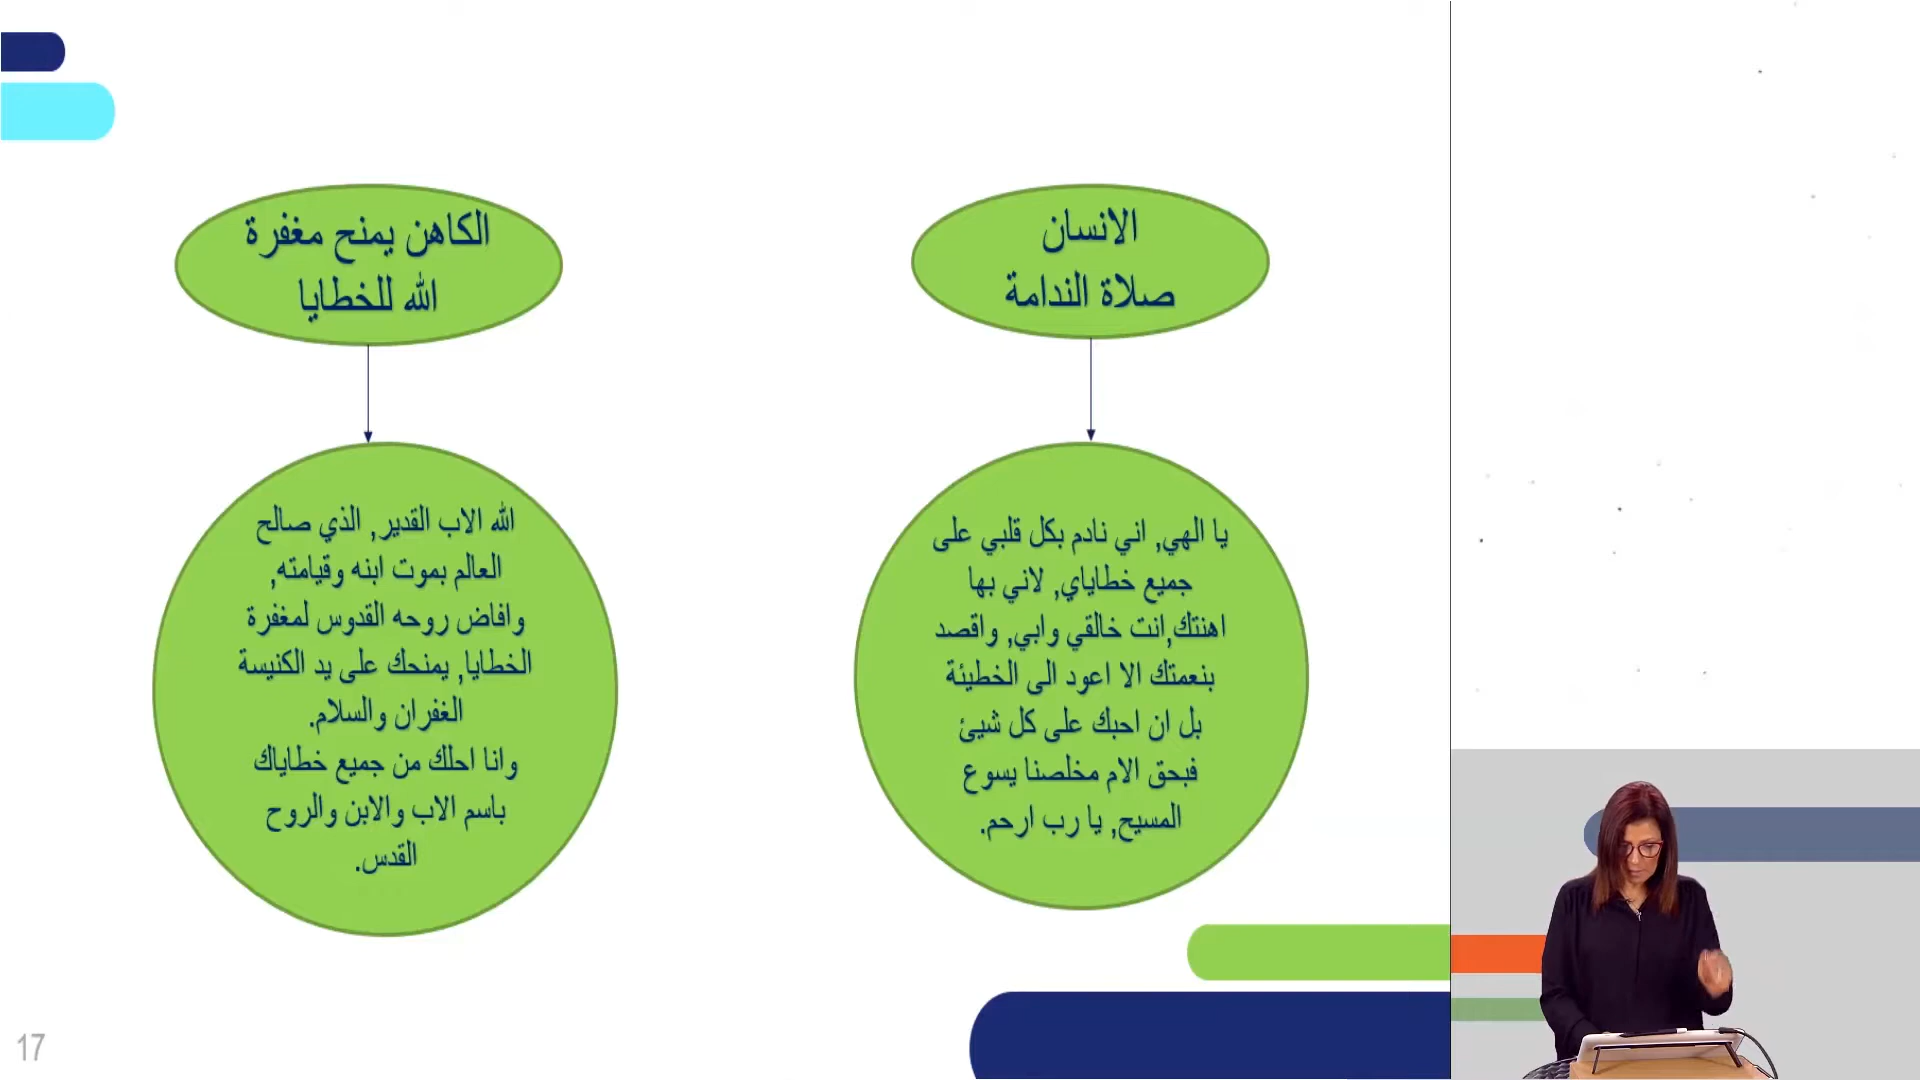 الانسان
صلاة الندامة
يا الهي, اني نادم بكل قلبي على
جميع خطاياي, لاني بها
اهنتك,انت خالقي وابي, واقصد
بنعمتك الا اعود الى الخطيئة
بل ان احبك على كل شيئ
فبحق الام مخلصنا يسوع
المسيح, يا رب ارحم.
الكاهن يمنح مغفرة
الله للخطايا
الله الاب القدير, الذي صالح
العالم بموت ابنه وقيامته,
وافاض روحه القدوس لمغفرة
الخطايا, يمنحك على يد الكنيسة
الغفران والسلام.
وانا احلك من جميع خطاياك
باسم الاب والابن والروح
القدس.
17